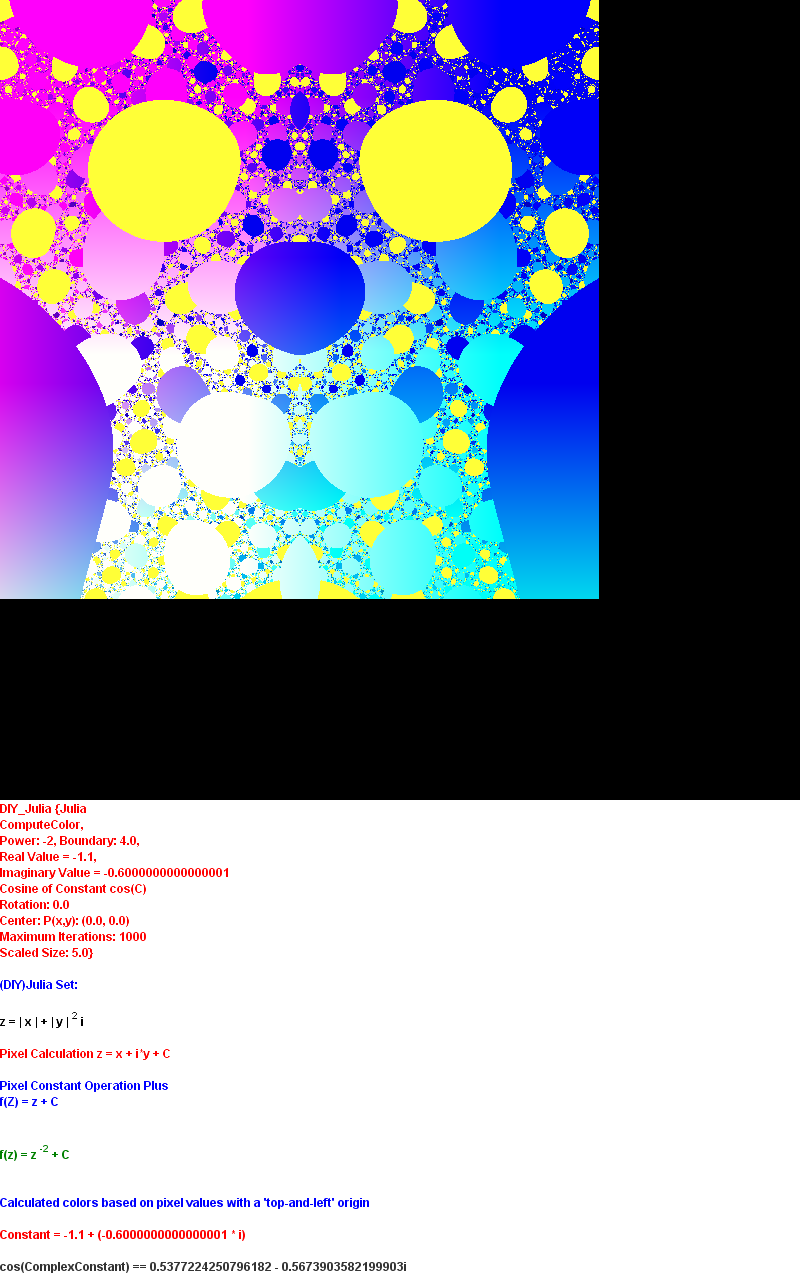 DIY_Julia {Julia
ComputeColor,
Power: -2, Boundary: 4.0,
Real Value = -1.1,
Imaginary Value = -0.6000000000000001
Cosine of Constant cos(C)
Rotation: 0.0
Center: P(x,y): (0.0, 0.0)
Maximum Iterations: 1000
Scaled Size: 5.0}
(DIY)Julia Set:
z = | x | + | y | 2 i
Pixel Calculation z = x + i*y + C
Pixel Constant Operation Plus
f(Z) = z + C
f(z) = z -2 + C
Calculated colors based on pixel values with a 'top-and-left' origin
Constant = -1.1 + (-0.6000000000000001 * i)
cos(ComplexConstant) == 0.5377224250796182 - 0.5673903582199903i